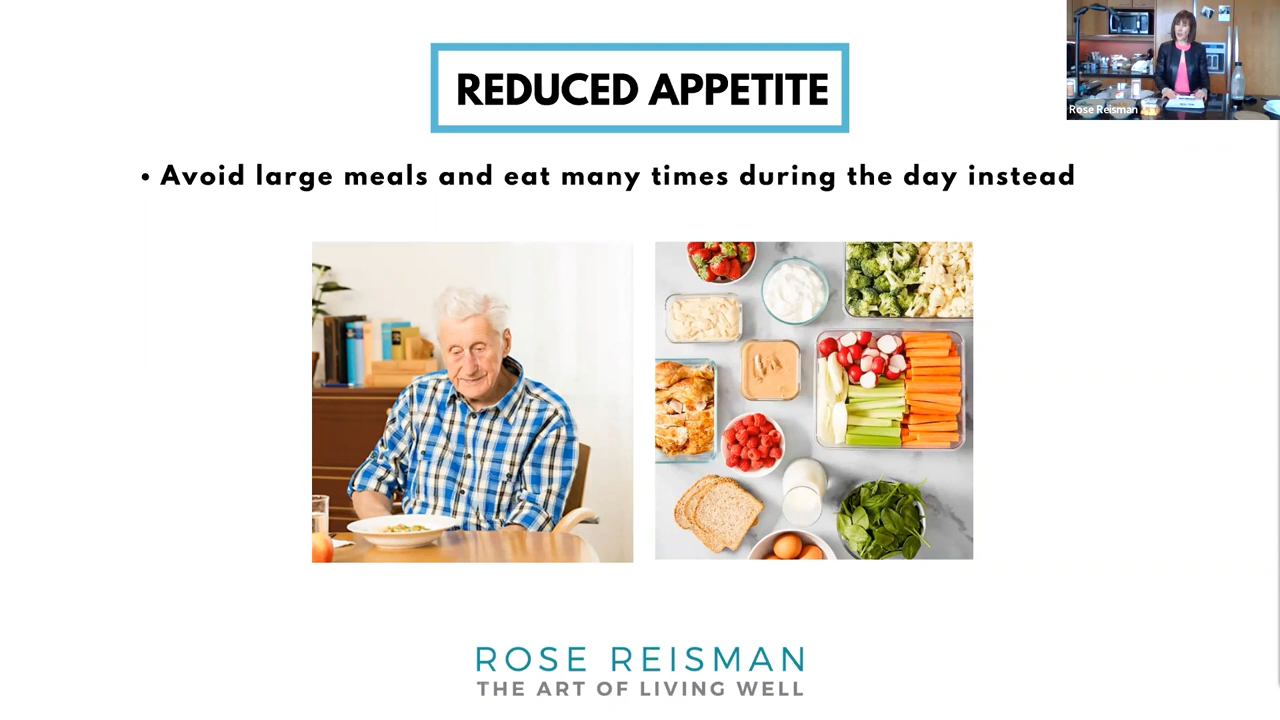 REDUCED APPETITE
Rose Reisman
• Avoid large meals and eat many times during the day instead
ROSE REISMAN
THE ART OF LIVING WELL